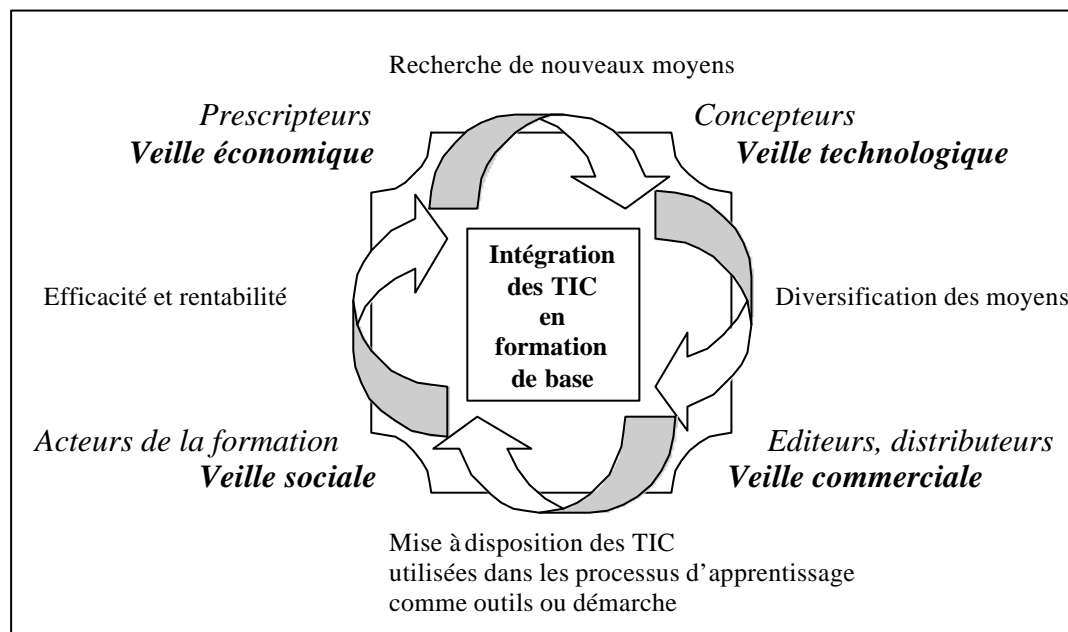 Recherche de nouveaux moyens
Prescripteurs
Veille économique
Concepteurs
Veille technologique
Efficacité et rentabilité
Intégration
des TIC
en
formation
de base
Diversification des moyens
Acteurs de la formation
Veille sociale
Editeurs, distributeurs
Veille commerciale
Mise à disposition des TIC
utilisées dans les processus d'apprentissage
comme outils ou démarche